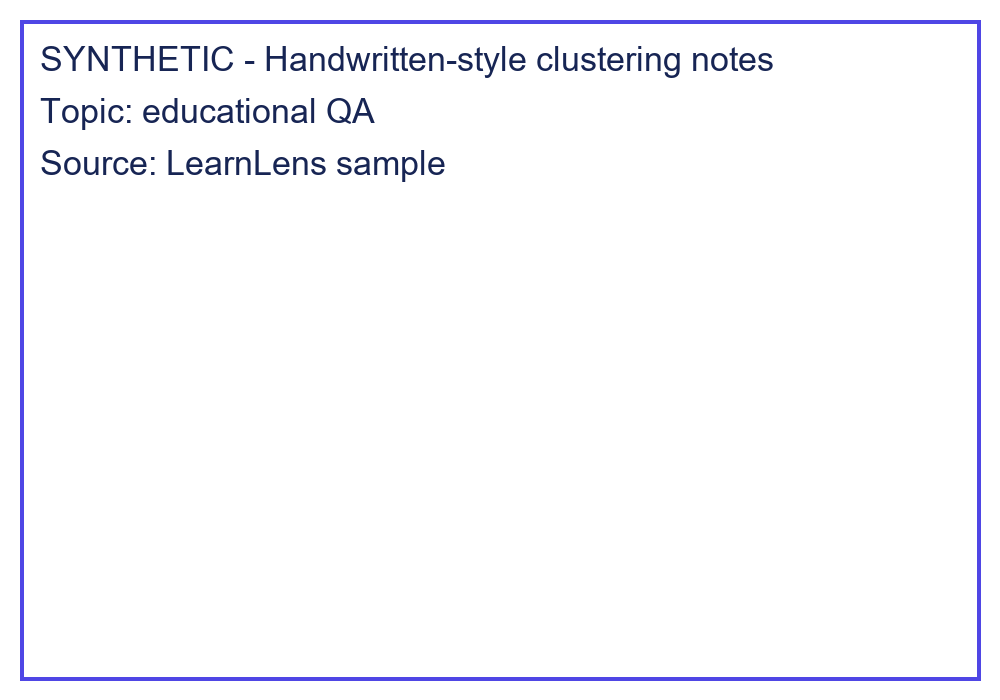 SYNTHETIC - Handwritten-style clustering notes
Topic: educational QA
Source: LearnLens sample